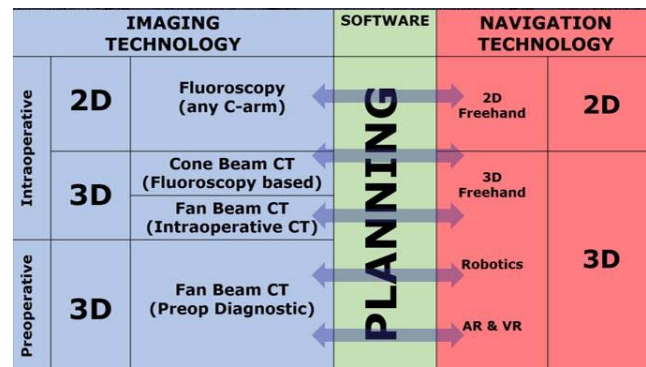 IMAGING
TECHNOLOGY
SOFTWARE
NAVIGATION
TECHNOLOGY
Intraoperative
2D
Fluoroscopy
(any C-arm)
3D
Cone Beam CT
(Fluoroscopy based)
Fan Beam CT
(Intraoperative CT)
Preoperative
3D
Fan Beam CT
(Preop Diagnostic)
PLANNING
2D
Freehand
2D
3D
Freehand
Robotics
AR & VR
3D